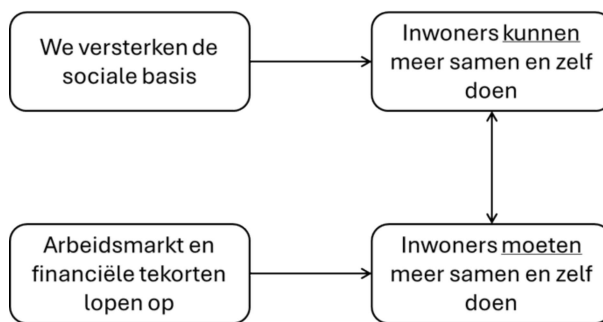 We versterken de
sociale basis
Inwoners kunnen
meer samen en zelf
doen
Arbeidsmarkt en
financiële tekorten
lopen op
Inwoners moeten
meer samen en zelf
doen